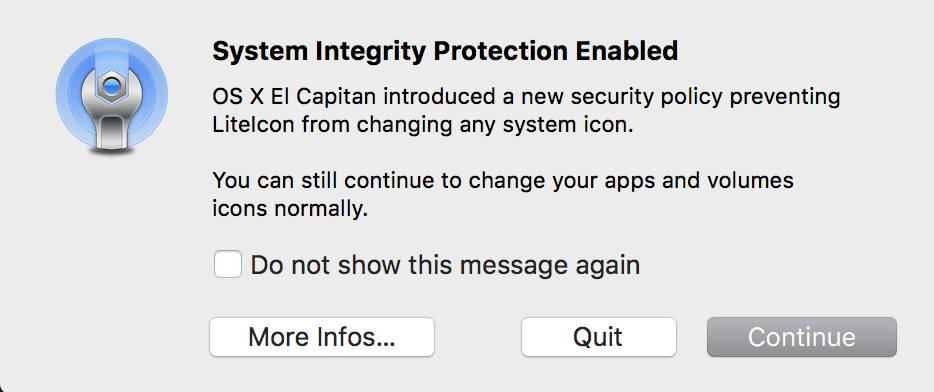 System Integrity Protection Enabled
OS X El Capitan introduced a new security policy preventing
LiteIcon from changing any system icon.
You can still continue to change your apps and volumes
icons normally.
Do not show this message again
More Infos...
Quit
Continue